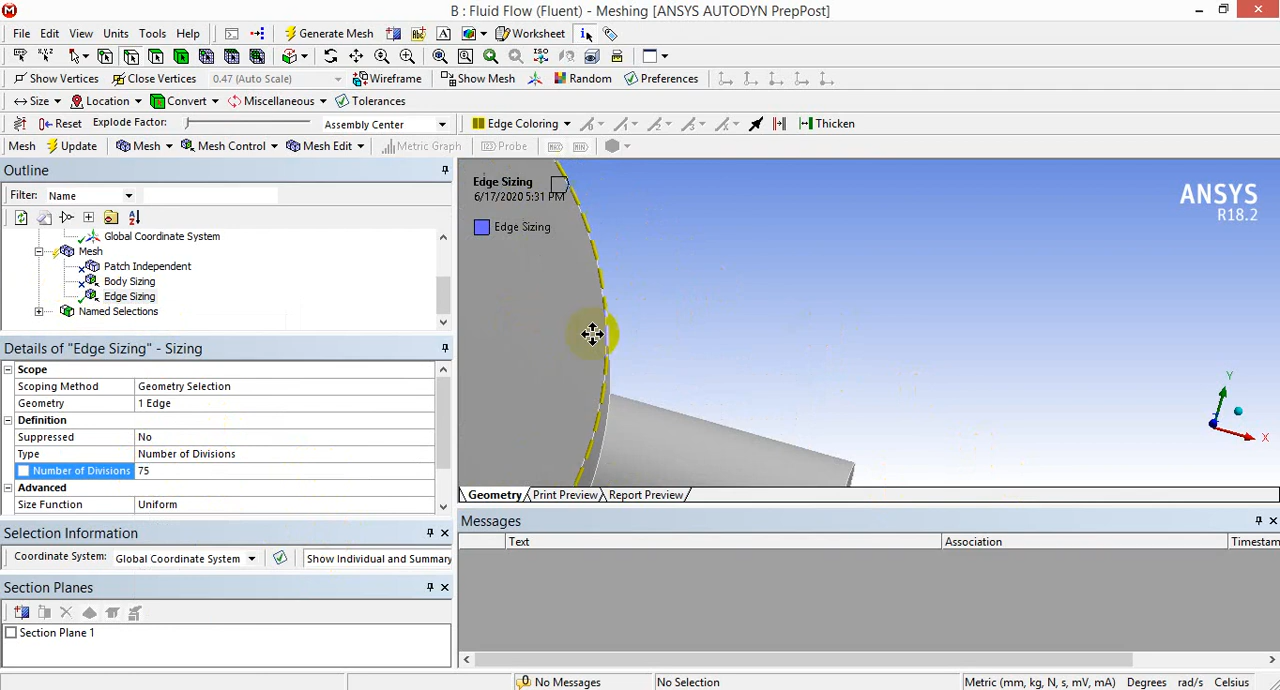 B : Fluid Flow (Fluent) - Meshing [ANSYS AUTODYN PrepPost]
File Edit View Units Tools Help Generate Mesh Worksheet
Show Vertices Close Vertices 0.47 (Auto Scale) Wireframe Show Mesh Random Preferences
Size Location Convert Miscellaneous Tolerances
Reset Explode Factor: Assembly Center Edge Coloring Thicken
Mesh Update Mesh Mesh Control Mesh Edit Metric Graph Probe
Outline
Filter: Name
Global Coordinate System
Mesh
Patch Independent
Body Sizing
Edge Sizing
Named Selections
Details of "Edge Sizing" - Sizing
Scope
Scoping Method Geometry Selection
Geometry 1 Edge
Definition
Suppressed No
Type Number of Divisions
Number of Divisions 75
Advanced
Size Function Uniform
Selection Information
Coordinate System: Global Coordinate System Show Individual and Summary
Section Planes
Section Plane 1
Edge Sizing
6/17/2020 5:31 PM
Edge Sizing
ANSYS
R18.2
Y
X
Geometry Print Preview Report Preview
Messages
Text Association Timestam
No Messages No Selection Metric (mm, kg, N, s, mV, mA) Degrees rad/s Celsius